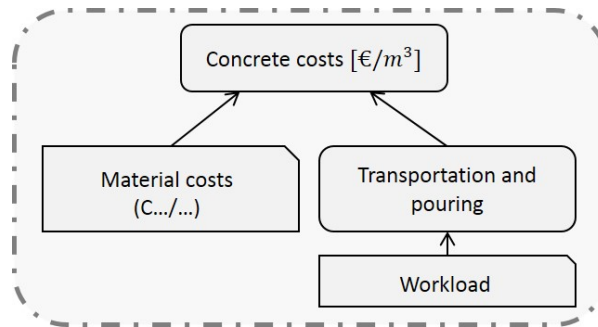 Concrete costs [€/m³]
Material costs
(C.../...)
Transportation and
pouring
Workload